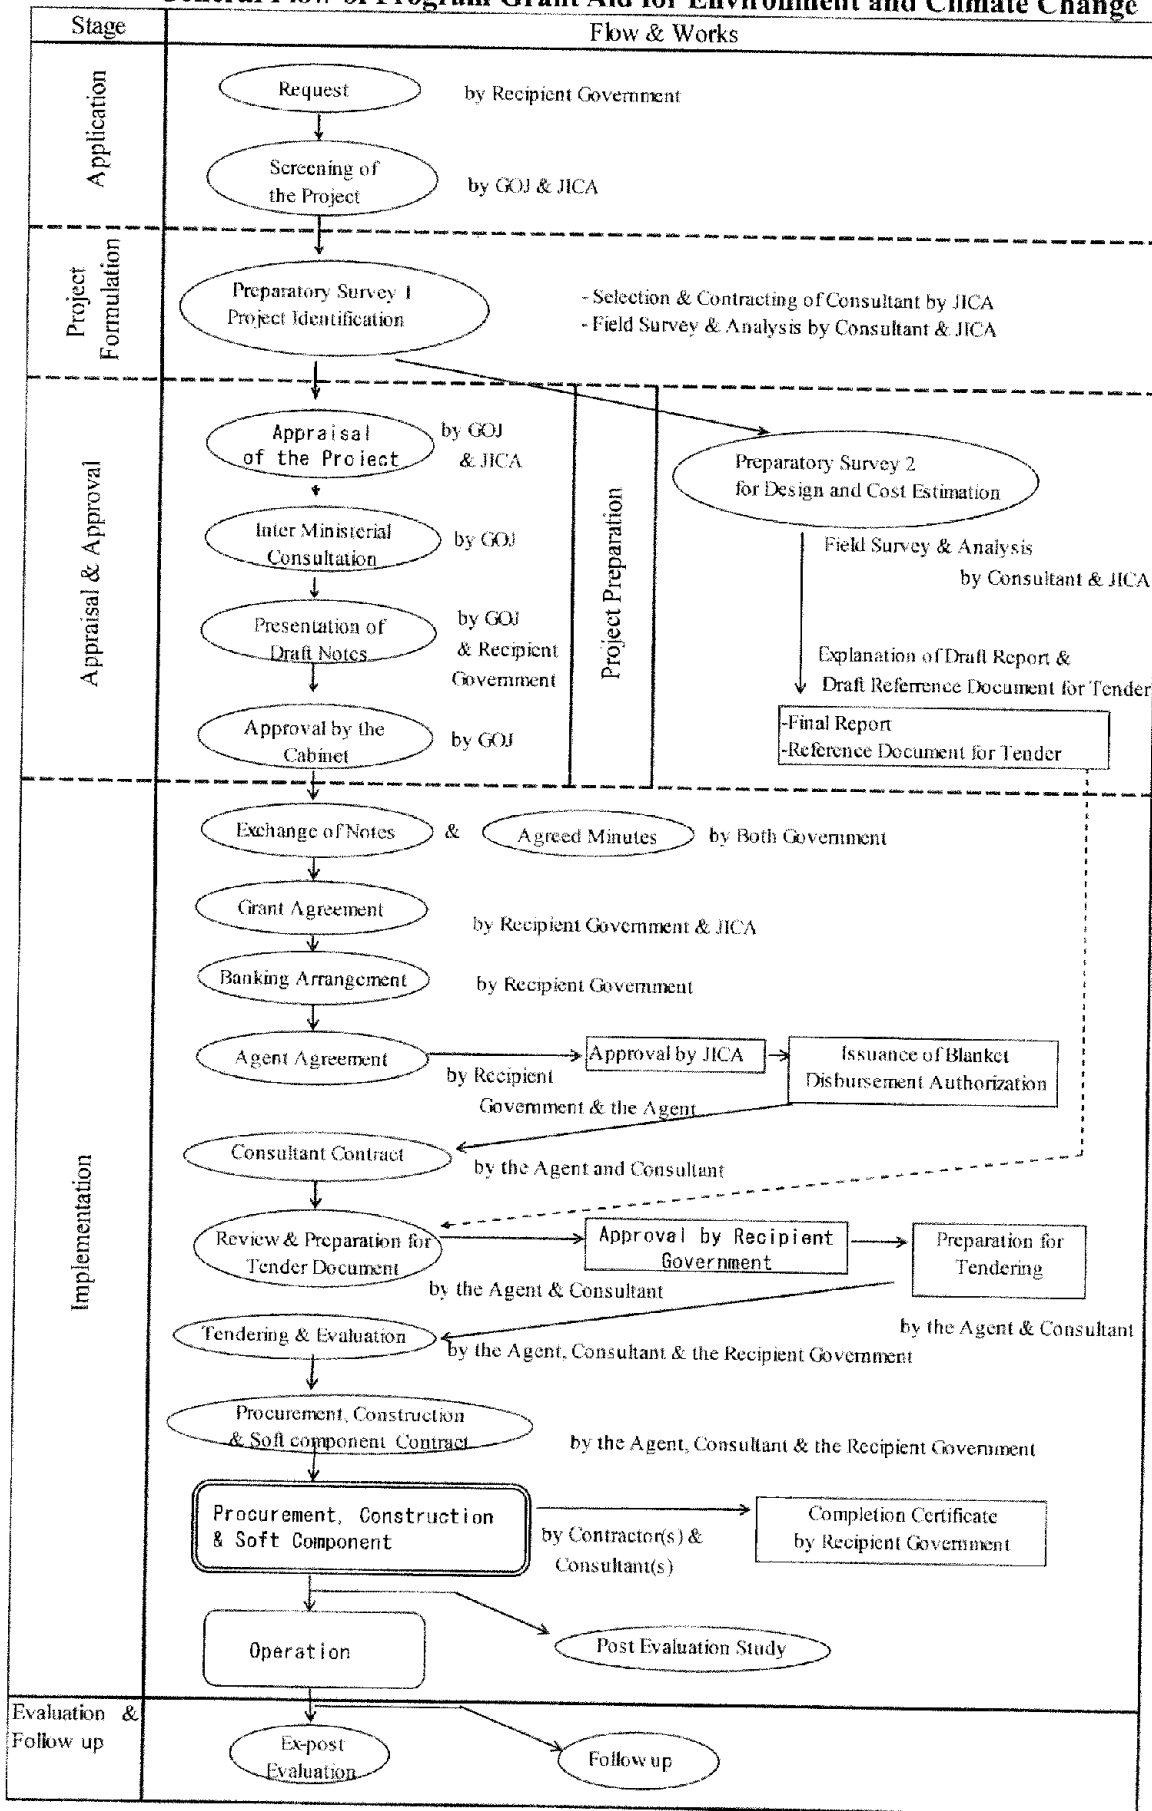 General Flow of Program Grant Aid for Environment and Climate Change
Stage
Flow & Works
Application
Request
by Recipient Government
Screening of
the Project
by GOJ & JICA
Project
Formulation
Preparatory Survey 1
Project Identification
- Selection & Contracting of Consultant by JICA
- Field Survey & Analysis by Consultant & JICA
Appraisal & Approval
Appraisal
of the Project
by GOJ
& JICA
Inter Ministerial
Consultation
by GOJ
Presentation of
Draft Notes
by GOJ
& Recipient
Government
Approval by the
Cabinet
by GOJ
Project Preparation
Preparatory Survey 2
for Design and Cost Estimation
Field Survey & Analysis
by Consultant & JICA
Explanation of Draft Report &
Draft Referrence Document for Tender
-Final Report
-Reference Document for Tender
Implementation
Exchange of Notes
&
Agreed Minutes
by Both Government
Grant Agreement
by Recipient Government & JICA
Banking Arrangement
by Recipient Government
Agent Agreement
by Recipient
Government & the Agent
Approval by JICA
Issuance of Blanket
Disbursement Authorization
Consultant Contract
by the Agent and Consultant
Review & Preparation for
Tender Document
by the Agent & Consultant
Approval by Recipient
Government
Preparation for
Tendering
by the Agent & Consultant
Tendering & Evaluation
by the Agent, Consultant & the Recipient Government
Procurement, Construction
& Soft component Contract
by the Agent, Consultant & the Recipient Government
Procurement, Construction
& Soft Component
by Contractor(s) &
Consultant(s)
Completion Certificate
by Recipient Government
Operation
Post Evaluation Study
Evaluation &
Follow up
Ex-post
Evaluation
Follow up